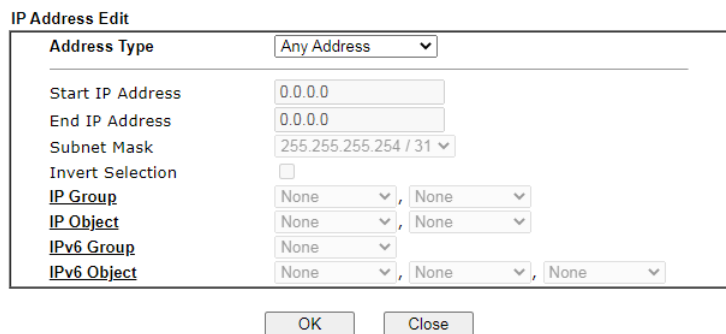 IP Address Edit
Address Type Any Address
Start IP Address 0.0.0.0
End IP Address 0.0.0.0
Subnet Mask 255.255.255.254 / 31
Invert Selection
IP Group None , None
IP Object None , None
IPv6 Group None
IPv6 Object None , None , None
OK Close